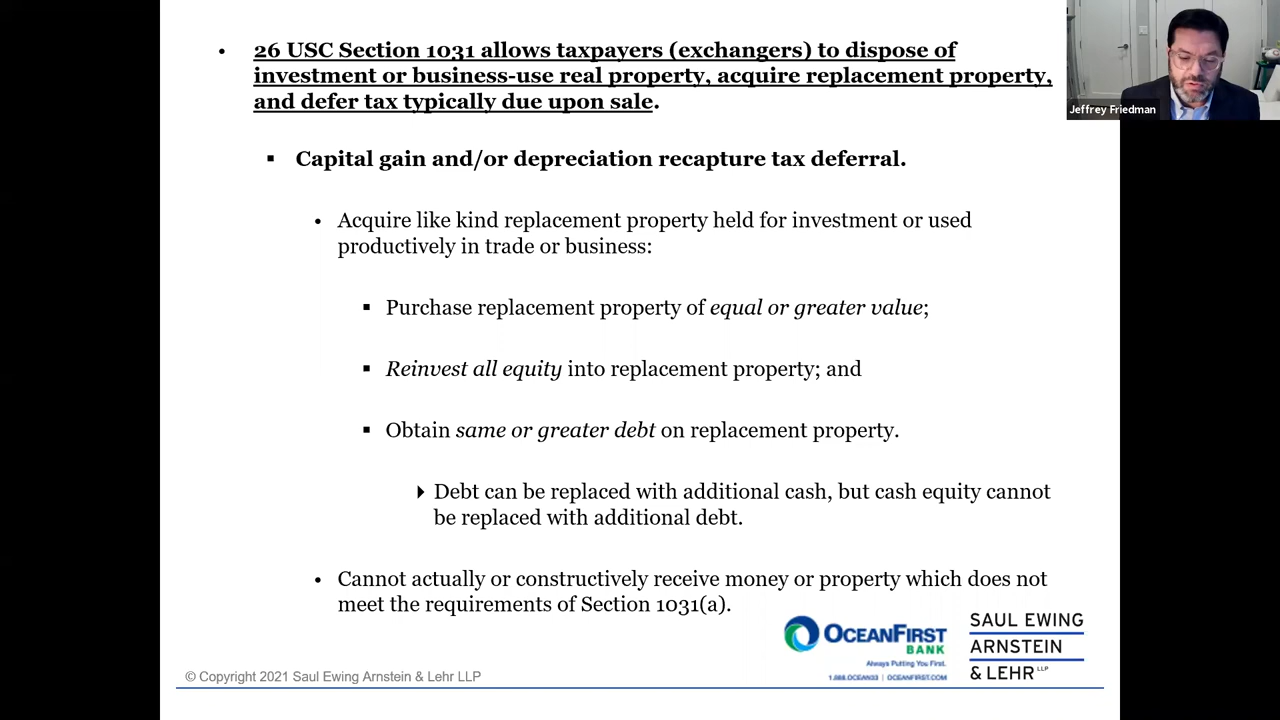 • 26 USC Section 1031 allows taxpayers (exchangers) to dispose of
investment or business-use real property, acquire replacement property,
and defer tax typically due upon sale.
Jeffrey Friedman
▪ Capital gain and/or depreciation recapture tax deferral.
• Acquire like kind replacement property held for investment or used
productively in trade or business:
▪ Purchase replacement property of equal or greater value;
▪ Reinvest all equity into replacement property; and
▪ Obtain same or greater debt on replacement property.
Debt can be replaced with additional cash, but cash equity cannot
be replaced with additional debt.
• Cannot actually or constructively receive money or property which does not
meet the requirements of Section 1031(a).
OCEANFIRST
BANK
Always Putting You First.
1.888.OCEAN33 | OCEANFIRST.COM
SAUL EWING
ARNSTEIN
& LEHR LLP
© Copyright 2021 Saul Ewing Arnstein & Lehr LLP